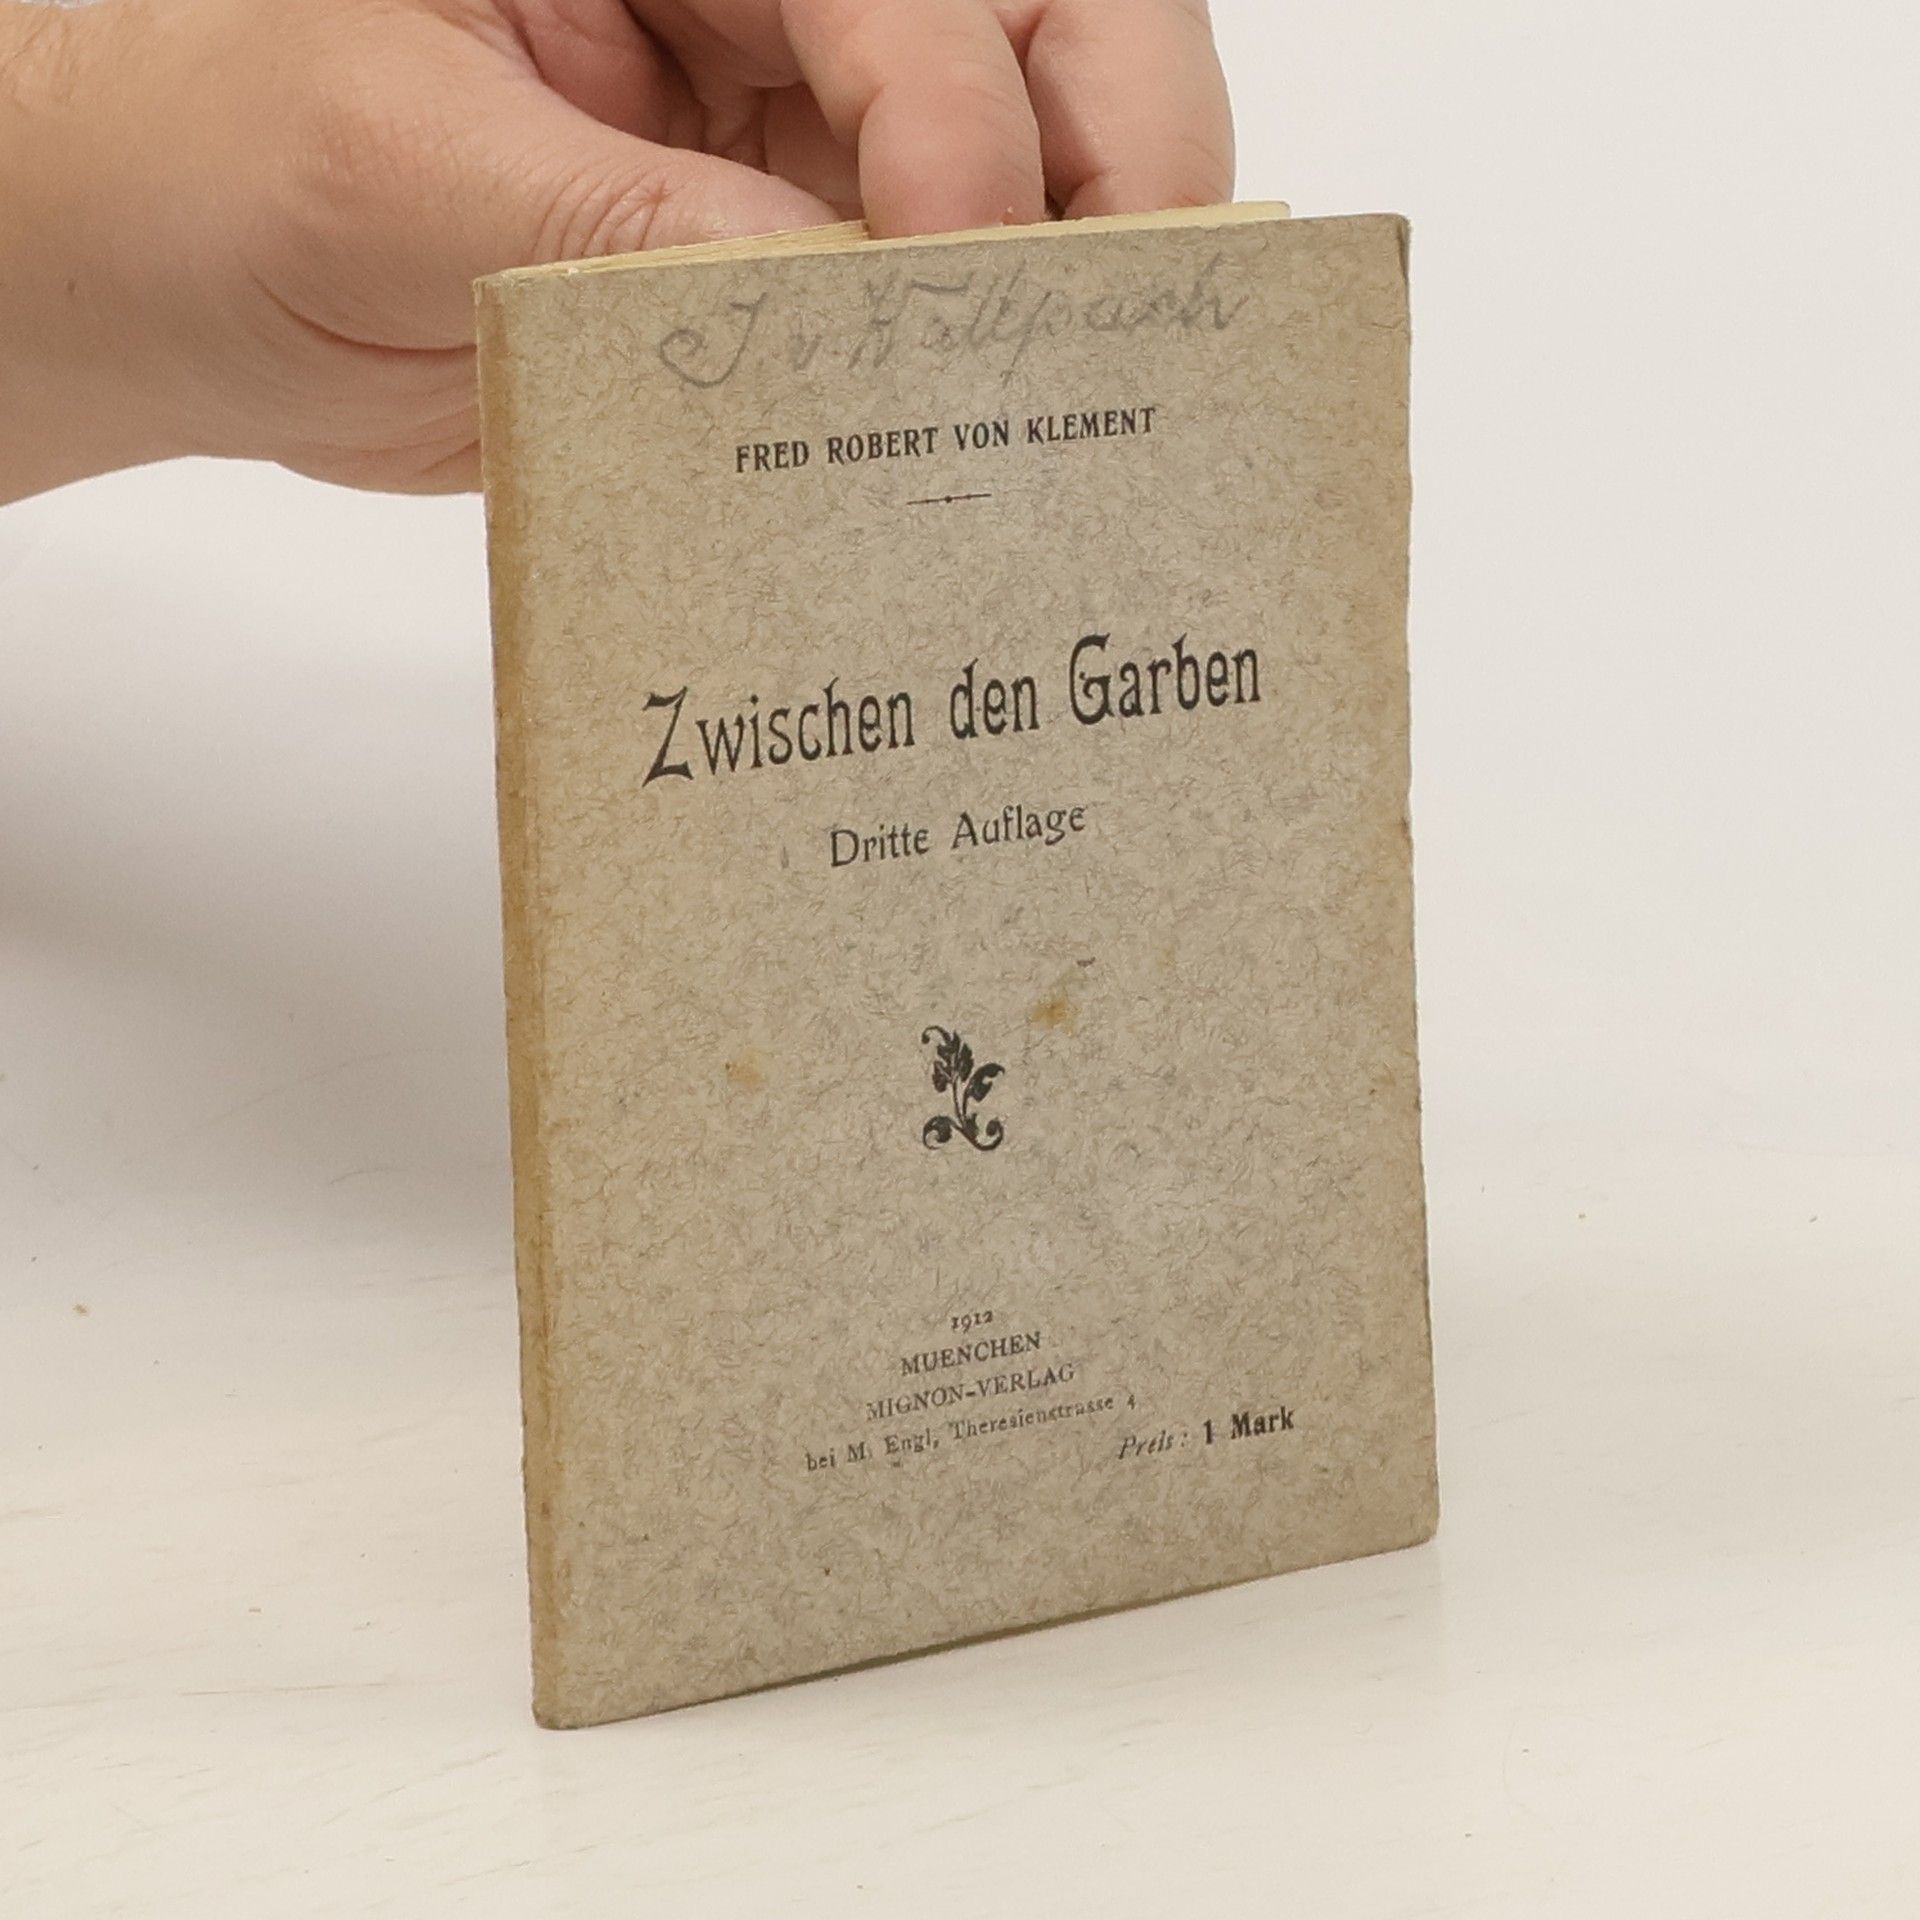 J. v. Wallpach
FRED ROBERT VON KLEMENT
Zwischen den Garben
Dritte Auflage
1912
MUENCHEN
MIGNON-VERLAG
bei M. Engl, Theresienstrasse 4
Preis: 1 Mark